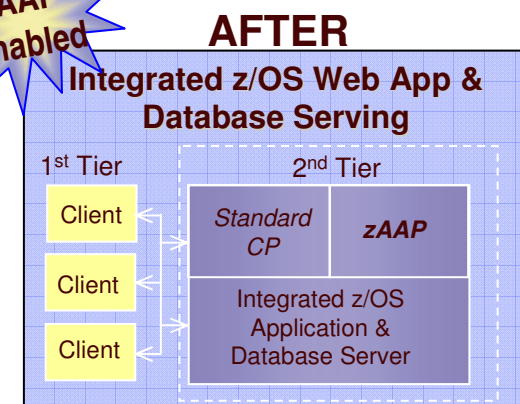 AFTER
Integrated z/OS Web App &
Database Serving
1st Tier
2nd Tier
Client
Client
Client
Standard
CP
zAAP
Integrated z/OS
Application &
Database Server